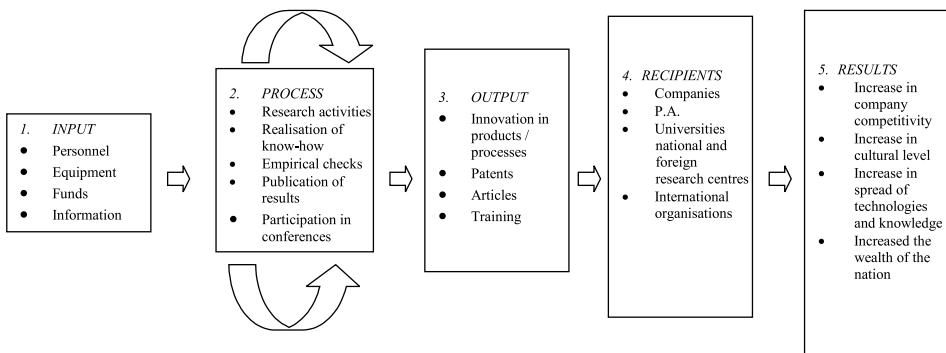 1. INPUT
● Personnel
● Equipment
● Funds
● Information
2. PROCESS
● Research activities
● Realisation of
know-how
● Empirical checks
● Publication of
results
● Participation in
conferences
3. OUTPUT
● Innovation in
products /
processes
● Patents
● Articles
● Training
4. RECIPIENTS
● Companies
● P.A.
● Universities
national and
foreign
research centres
● International
organisations
5. RESULTS
● Increase in
company
competitivity
● Increase in
cultural level
● Increase in
spread of
technologies
and knowledge
● Increased the
wealth of the
nation